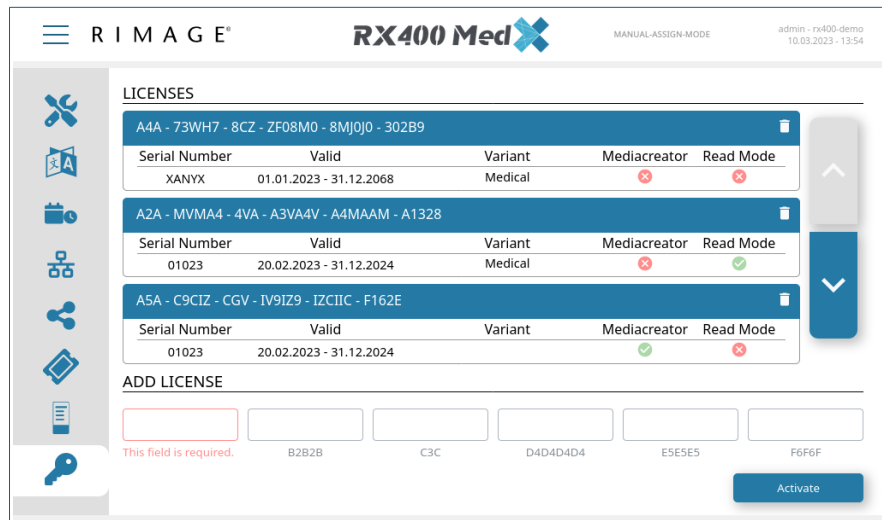 RIMAGE®
RX400 Med
MANUAL-ASSIGN-MODE
admin - rx400-demo
10.03.2023 - 13:54
LICENSES
A4A - 73WH7 - 8CZ - ZF08M0 - 8MJ0J0 - 302B9
Serial Number Valid Variant Mediacreator Read Mode
XANYX 01.01.2023 - 31.12.2068 Medical
A2A - MVMA4 - 4VA - A3VA4V - A4MAAM - A1328
Serial Number Valid Variant Mediacreator Read Mode
01023 20.02.2023 - 31.12.2024 Medical
A5A - C9CIZ - CGV - IV9IZ9 - IZCIIC - F162E
Serial Number Valid Variant Mediacreator Read Mode
01023 20.02.2023 - 31.12.2024
ADD LICENSE
This field is required. B2B2B C3C D4D4D4D4 E5E5E5 F6F6F
Activate